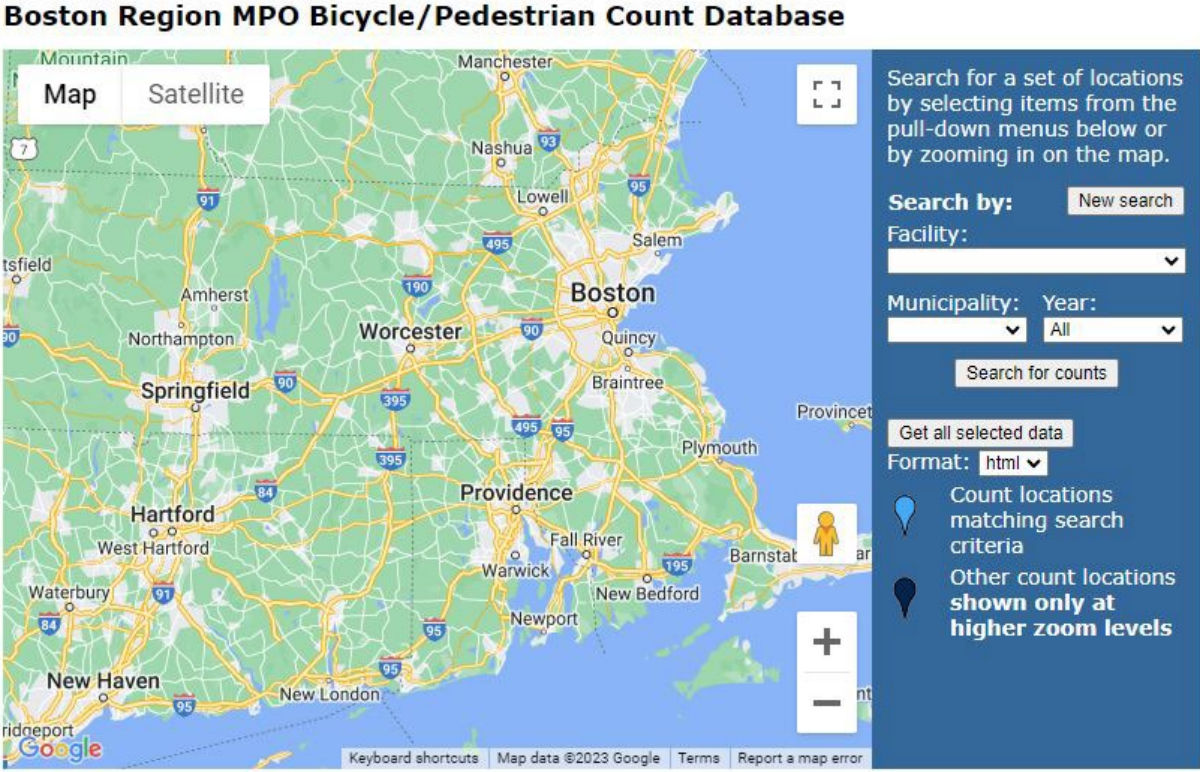 Boston Region MPO Bicycle/Pedestrian Count Database
Mountain
Map
Satellite
Manchester
7
Nashua
93
Lowell
95
91
495
Salem
tsfield
190
Boston
Amherst
Worcester
90
90
Northampton
Quincy
Springfield
90
Braintree
395
Provincet
495
95
Plymouth
395
84
Providence
Hartford
West Hartford
Fall River
Barnstab
ar
Warwick
195
Waterbury
91
New Bedford
84
Newport
95
95
New Haven
New London
95
nt
ridgeport
Google
Keyboard shortcuts
Map data ©2023 Google
Terms
Report a map error
Search for a set of locations
by selecting items from the
pull-down menus below or
by zooming in on the map.
Search by:
New search
Facility:
Municipality:
Year:
All
Search for counts
Get all selected data
Format:
html
Count locations
matching search
criteria
Other count locations
shown only at
higher zoom levels